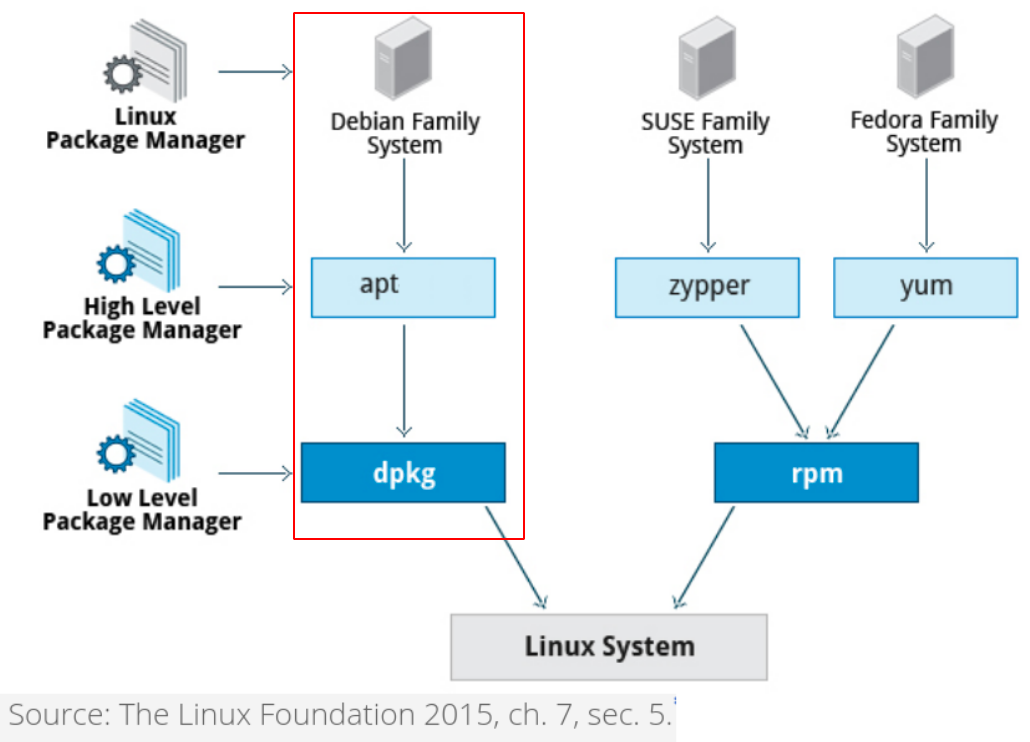 Linux
Package Manager
Debian Family
System
SUSE Family
System
Fedora Family
System
High Level
Package Manager
apt
zypper
yum
Low Level
Package Manager
dpkg
rpm
Linux System
Source: The Linux Foundation 2015, ch. 7, sec. 5.